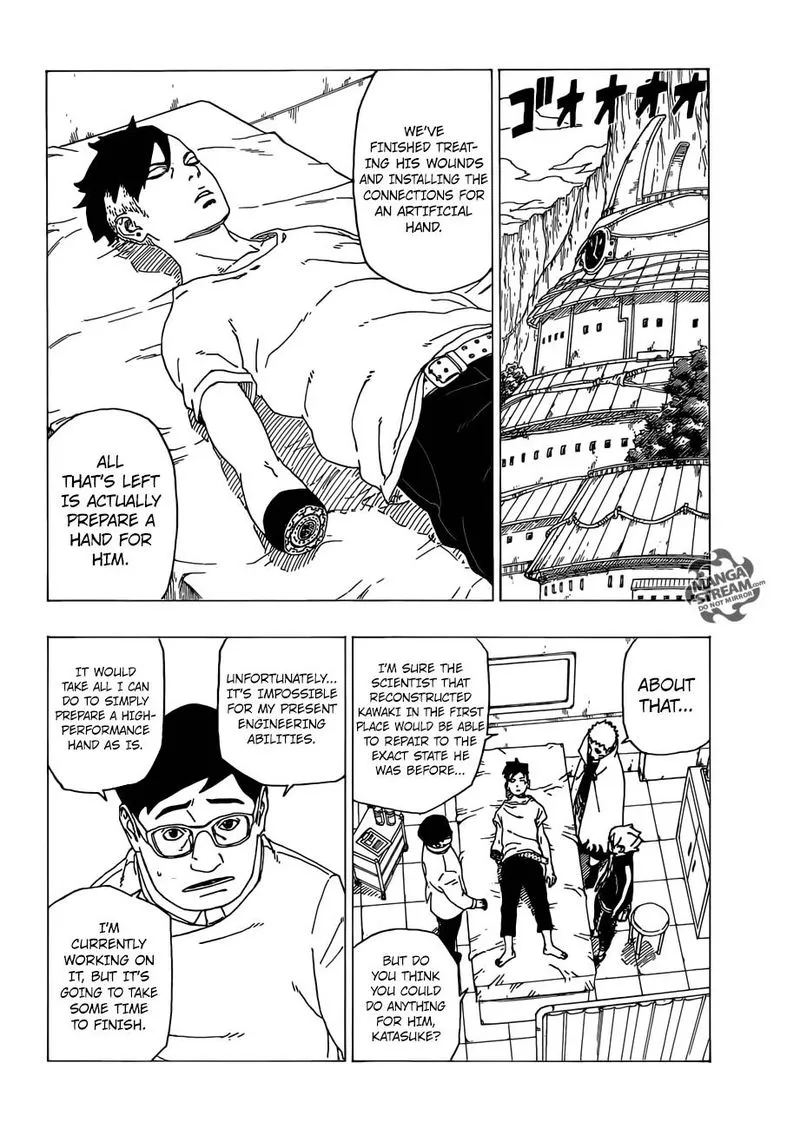 ゴオオオオ
WE'VE
FINISHED TREAT-
ING HIS WOUNDS
AND INSTALLING THE
CONNECTIONS FOR
AN ARTIFICIAL
HAND.
ALL
THAT'S LEFT
IS ACTUALLY
PREPARE A
HAND FOR
HIM.
MANGA
STREAM.com
DO NOT MIRROR
ABOUT
THAT...
I'M SURE THE
SCIENTIST THAT
RECONSTRUCTED
KAWAKI IN THE FIRST
PLACE WOULD BE ABLE
TO REPAIR TO THE
EXACT STATE HE
WAS BEFORE...
BUT DO
YOU THINK
YOU COULD
DO ANYTHING
FOR HIM,
KATASUKE?
UNFORTUNATELY...
IT'S IMPOSSIBLE
FOR MY PRESENT
ENGINEERING
ABILITIES.
IT WOULD
TAKE ALL I CAN
DO TO SIMPLY
PREPARE A HIGH-
PERFORMANCE
HAND AS IS.
I'M
CURRENTLY
WORKING ON
IT, BUT IT'S
GOING TO TAKE
SOME TIME
TO FINISH.